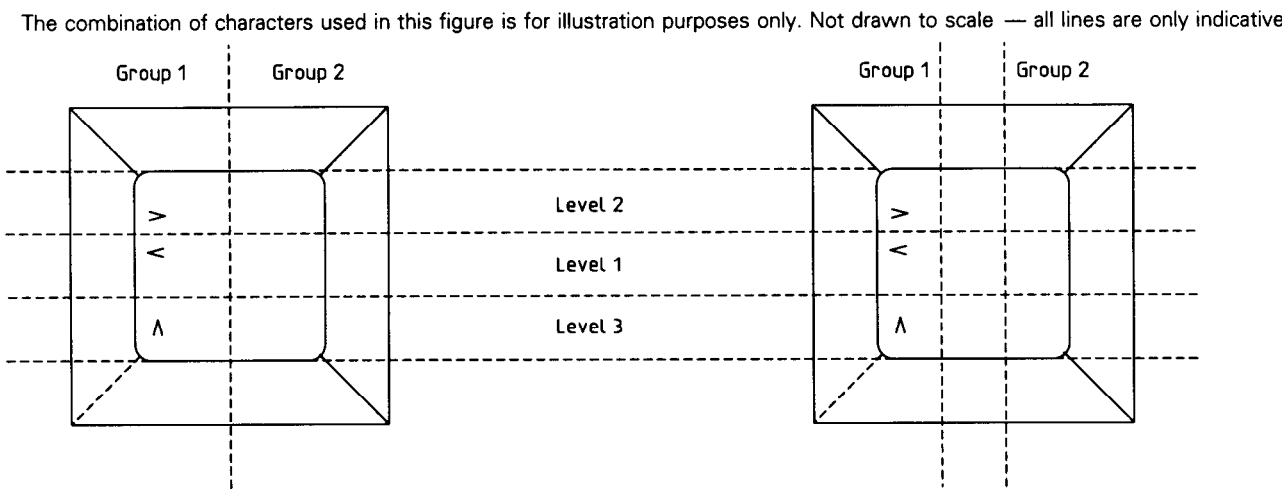 The combination of characters used in this figure is for illustration purposes only. Not drawn to scale — all lines are only indicative
Group 1 Group 2 Group 1 Group 2
> Level 2 >
< Level 1 <
∧ Level 3 ∧